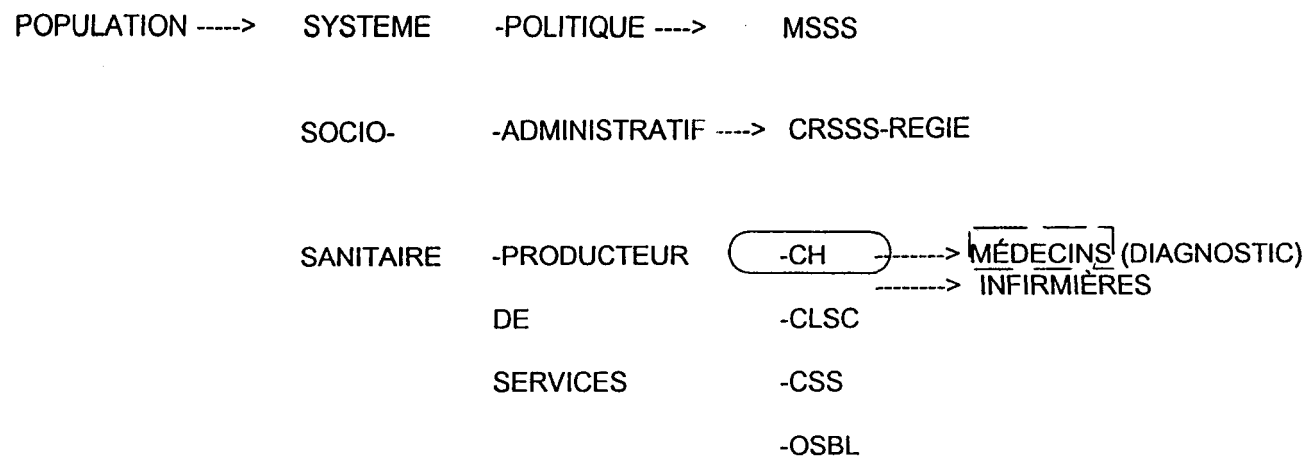 POPULATION -----> SYSTEME -POLITIQUE ----> MSSS
SOCIO- -ADMINISTRATIF ----> CRSSS-REGIE
SANITAIRE -PRODUCTEUR -CH --------> MÉDECINS (DIAGNOSTIC)
--------> INFIRMIÈRES
DE -CLSC
SERVICES -CSS
-OSBL